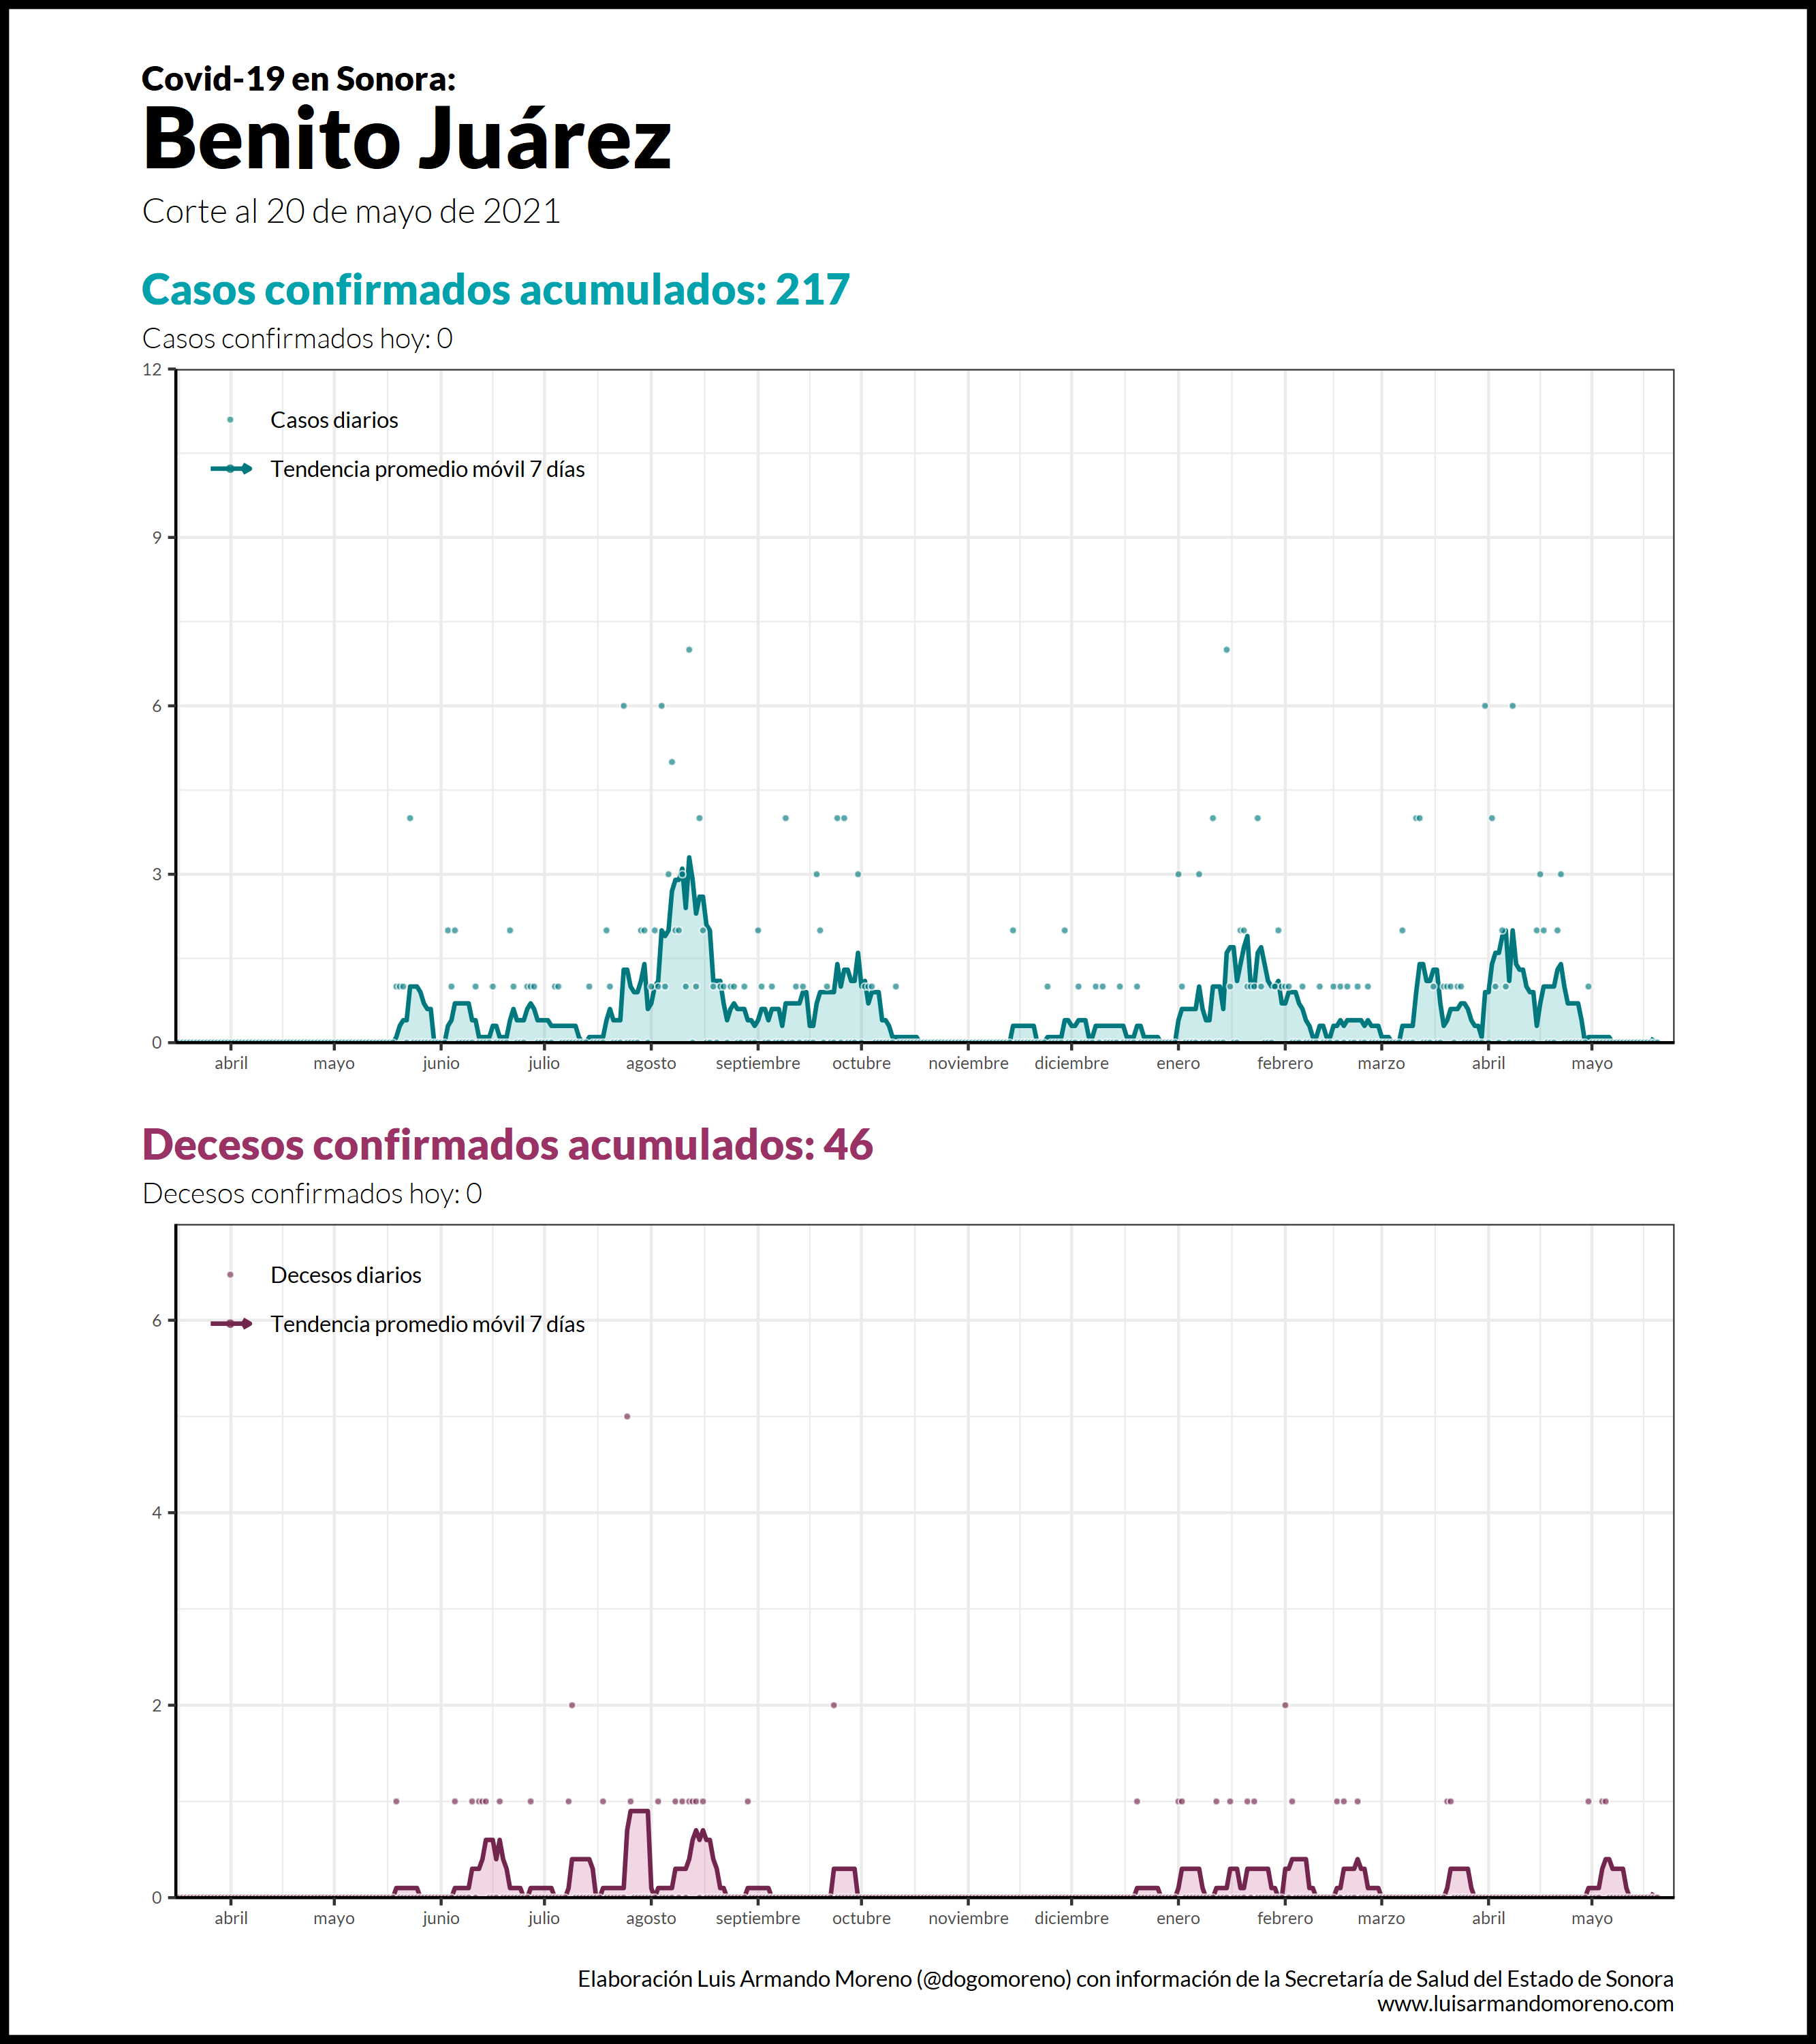 Covid-19 en Sonora:
Benito Juárez
Corte al 20 de mayo de 2021
Casos confirmados acumulados: 217
Casos confirmados hoy: 0
12
Casos diarios
Tendencia promedio móvil 7 días
9
6
3
0
abril mayo junio julio agosto septiembre octubre noviembre diciembre enero febrero marzo abril mayo
Decesos confirmados acumulados: 46
Decesos confirmados hoy: 0
Decesos diarios
6
Tendencia promedio móvil 7 días
4
2
0
abril mayo junio julio agosto septiembre octubre noviembre diciembre enero febrero marzo abril mayo
Elaboración Luis Armando Moreno (@dogomoreno) con información de la Secretaría de Salud del Estado de Sonora
www.luisarmandomoreno.com